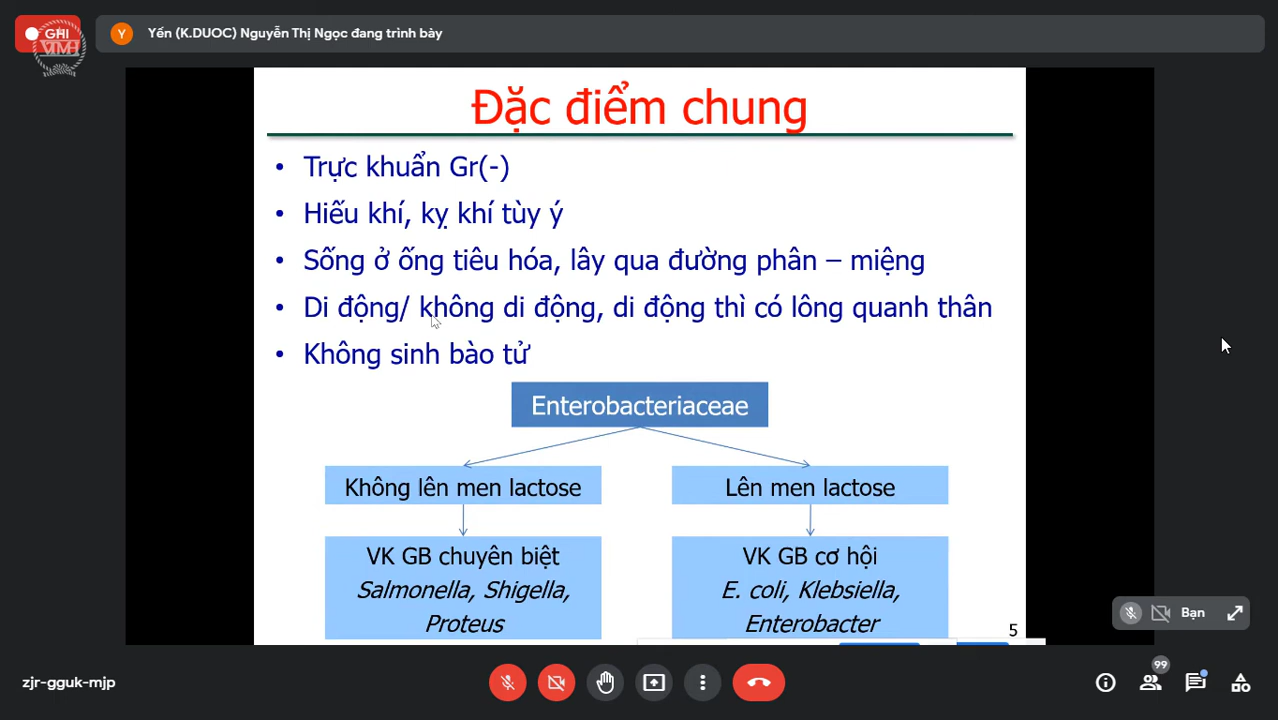 GHI
VTMH
Y
Yến (K.DUOC) Nguyễn Thị Ngọc đang trình bày
Đặc điểm chung
• Trực khuẩn Gr(-)
• Hiếu khí, kỵ khí tùy ý
• Sống ở ống tiêu hóa, lây qua đường phân – miệng
• Di động/ không di động, di động thì có lông quanh thân
• Không sinh bào tử
Enterobacteriaceae
Không lên men lactose
Lên men lactose
VK GB chuyên biệt
Salmonella, Shigella,
Proteus
VK GB cơ hội
E. coli, Klebsiella,
Enterobacter
5
Bạn
zjr-gguk-mjp
99